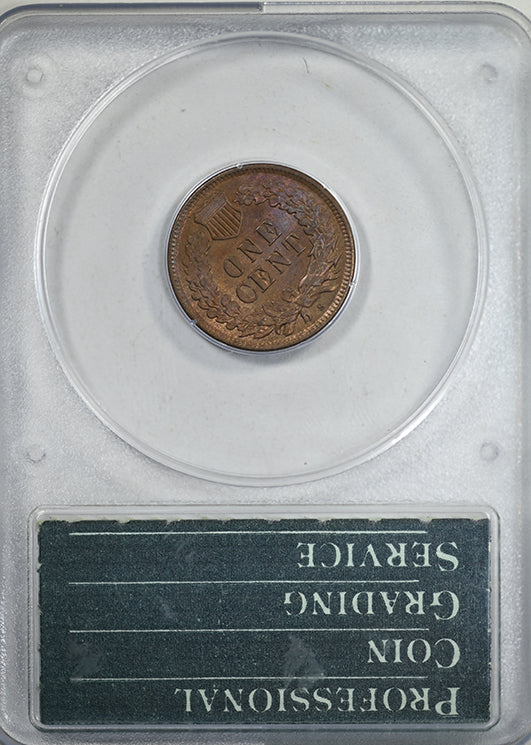 ONE
CENT
PROFESSIONAL
COIN
GRADING
SERVICE